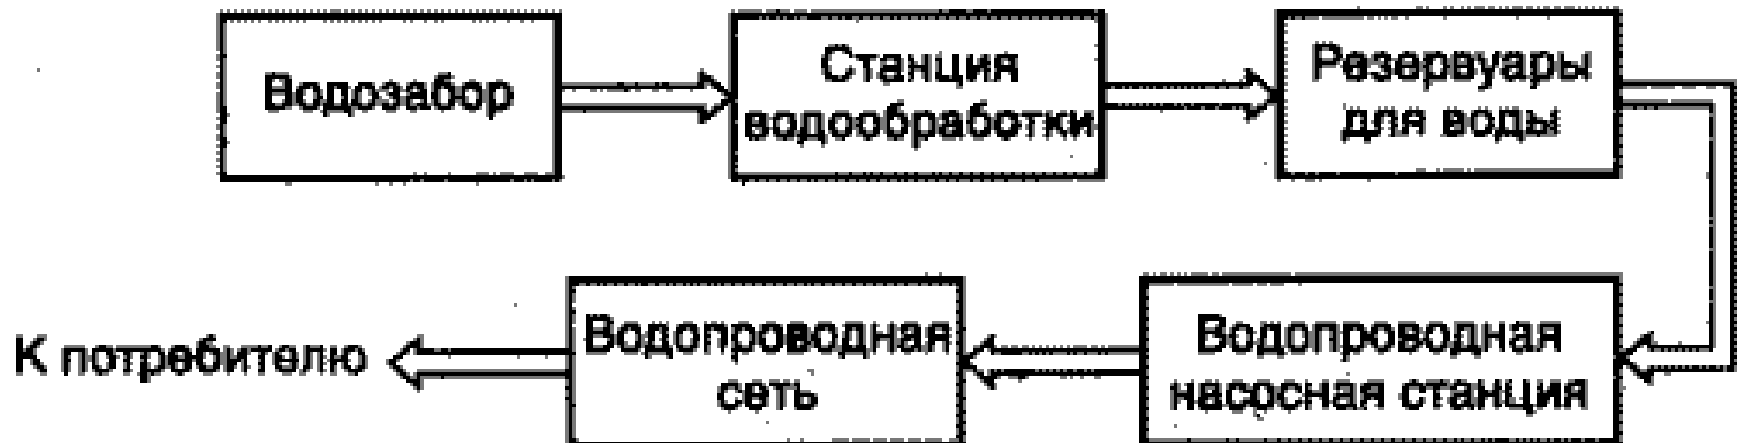 Водозабор
Станция
водообработки
Резервуары
для воды
К потребителю
Водопроводная
сеть
Водопроводная
насосная станция